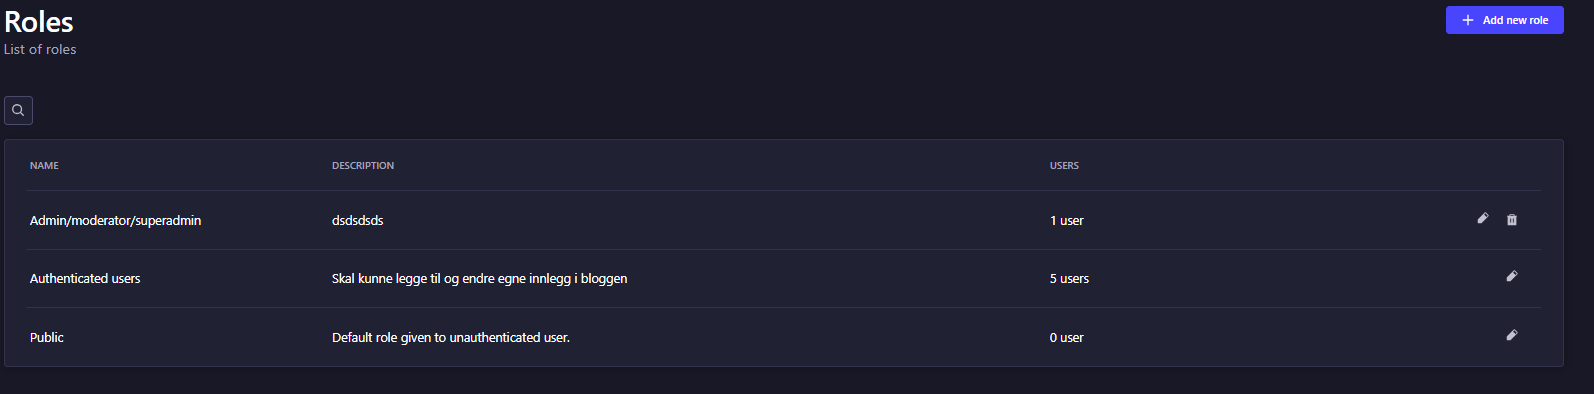 Roles
Add new role
List of roles
NAME DESCRIPTION USERS
Admin/moderator/superadmin dsdsdsds 1 user
Authenticated users Skal kunne legge til og endre egne innlegg i bloggen 5 users
Public Default role given to unauthenticated user. 0 user